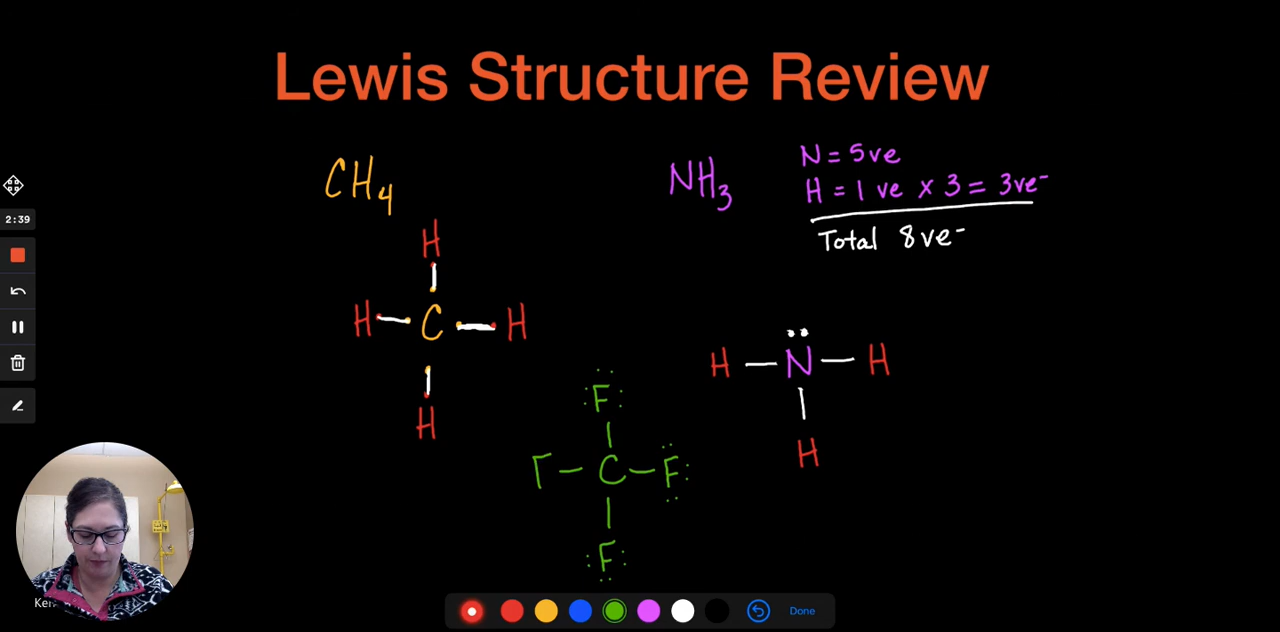 Lewis Structure Review
CH4
NH3
N = 5ve
H = 1 ve x 3 = 3ve-
Total 8ve-
2:39
H
H – C – H
H
:F:
Γ – C – F:
:F:
H – N – H
H
Done